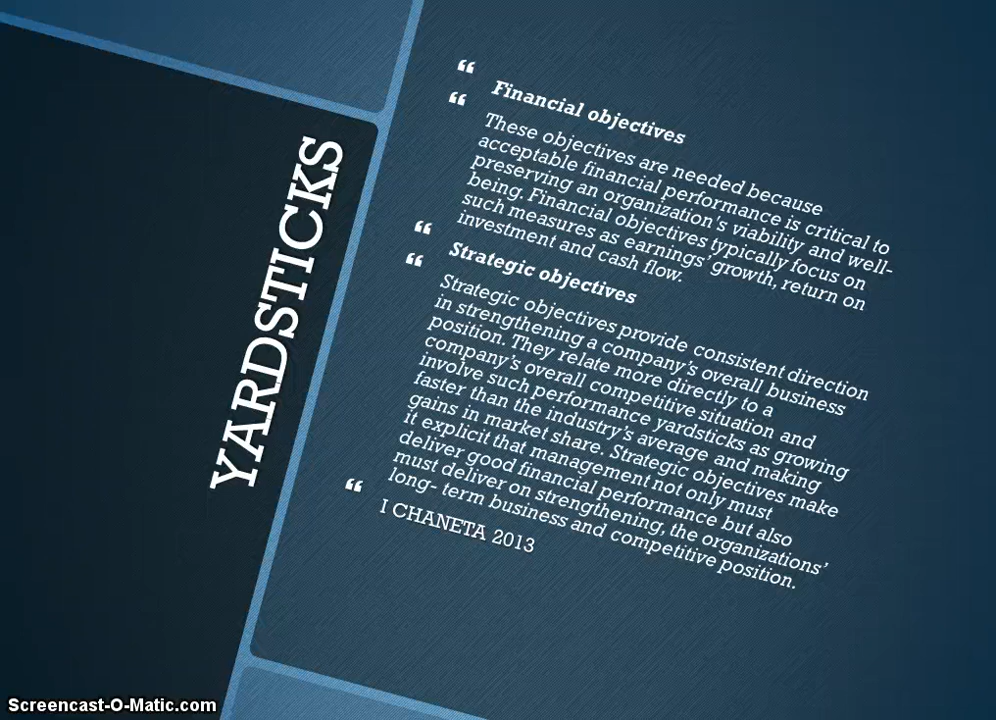 YARDSTICKS
“ Financial objectives
“ These objectives are needed because
acceptable financial performance is critical to
preserving an organization's viability and well-
being. Financial objectives typically focus on
such measures as earnings’ growth, return on
investment and cash flow.
“ Strategic objectives
“ Strategic objectives provide consistent direction
in strengthening a company’s overall business
position. They relate more directly to a
company’s overall competitive situation and
involve such performance yardsticks as growing
faster than the industry’s average and making
gains in market share. Strategic objectives make
it explicit that management not only must
deliver good financial performance but also
must deliver on strengthening, the organizations’
long- term business and competitive position.
“ I CHANETA 2013
Screencast-O-Matic.com